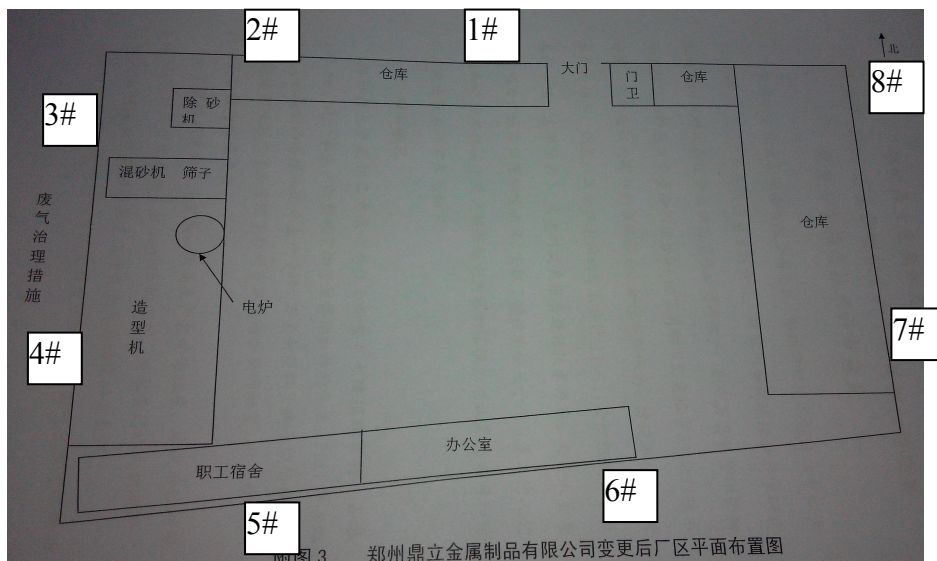 2#
1#
北
仓库
大门
门卫
仓库
8#
3#
除 砂
机
混砂机 筛子
废气治理措施
仓库
电炉
造型机
7#
4#
办公室
职工宿舍
6#
5#
附图 3 郑州鼎立金属制品有限公司变更后厂区平面布置图